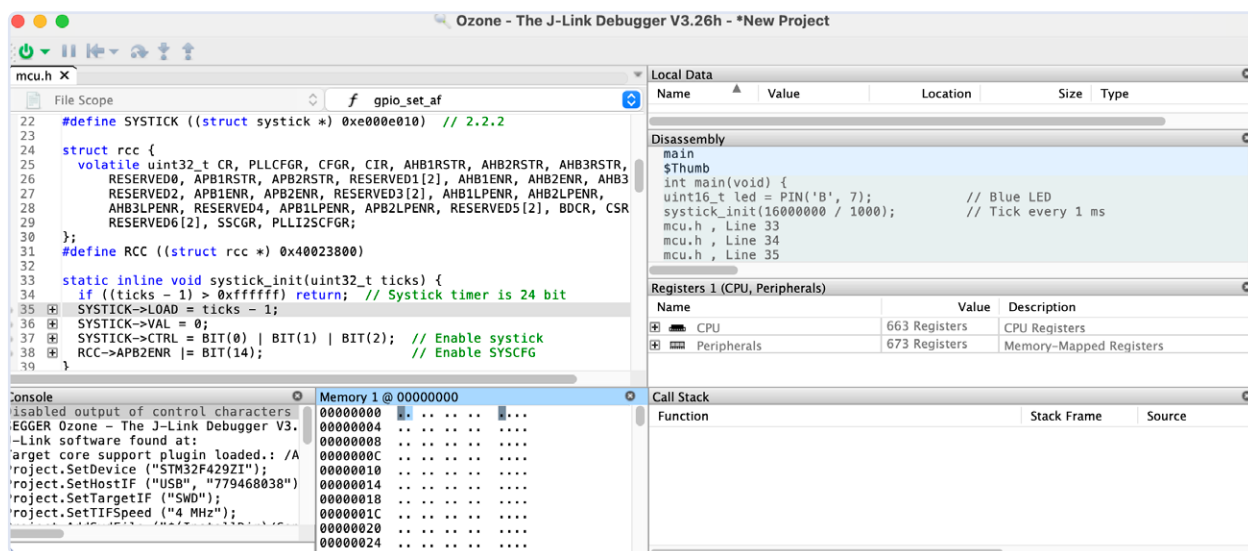 Ozone - The J-Link Debugger V3.26h - *New Project
mcu.h
File Scope
f gpio_set_af
22 #define SYSTICK ((struct systick *) 0xe000e010) // 2.2.2
23
24 struct rcc {
25 volatile uint32_t CR, PLLCFGR, CFGR, CIR, AHB1RSTR, AHB2RSTR, AHB3RSTR,
26 RESERVED0, APB1RSTR, APB2RSTR, RESERVED1[2], AHB1ENR, AHB2ENR, AHB3
27 RESERVED2, APB1ENR, APB2ENR, RESERVED3[2], AHB1LPENR, AHB2LPENR,
28 AHB3LPENR, RESERVED4, APB1LPENR, APB2LPENR, RESERVED5[2], BDCR, CSR
29 RESERVED6[2], SSCGR, PLLI2SCFGR;
30 };
31 #define RCC ((struct rcc *) 0x40023800)
32
33 static inline void systick_init(uint32_t ticks) {
34 if ((ticks - 1) > 0xffffff) return; // Systick timer is 24 bit
35 SYSTICK->LOAD = ticks - 1;
36 SYSTICK->VAL = 0;
37 SYSTICK->CTRL = BIT(0) | BIT(1) | BIT(2); // Enable systick
38 RCC->APB2ENR |= BIT(14); // Enable SYSCFG
39 }
Local Data
Name Value Location Size Type
Disassembly
main
$Thumb
int main(void) {
uint16_t led = PIN('B', 7); // Blue LED
systick_init(16000000 / 1000); // Tick every 1 ms
mcu.h , Line 33
mcu.h , Line 34
mcu.h , Line 35
Registers 1 (CPU, Peripherals)
Name Value Description
CPU 663 Registers CPU Registers
Peripherals 673 Registers Memory-Mapped Registers
Console
isabled output of control characters
EGGER Ozone - The J-Link Debugger V3.
-Link software found at:
arget core support plugin loaded.: /A
roject.SetDevice ("STM32F429ZI");
roject.SetHostIF ("USB", "779468038")
roject.SetTargetIF ("SWD");
roject.SetTIFSpeed ("4 MHz");
Memory 1 @ 00000000
00000000 .. .. .. .. ....
00000004 .. .. .. .. ....
00000008 .. .. .. .. ....
0000000C .. .. .. .. ....
00000010 .. .. .. .. ....
00000014 .. .. .. .. ....
00000018 .. .. .. .. ....
0000001C .. .. .. .. ....
00000020 .. .. .. .. ....
00000024 .. .. .. .. ....
Call Stack
Function Stack Frame Source